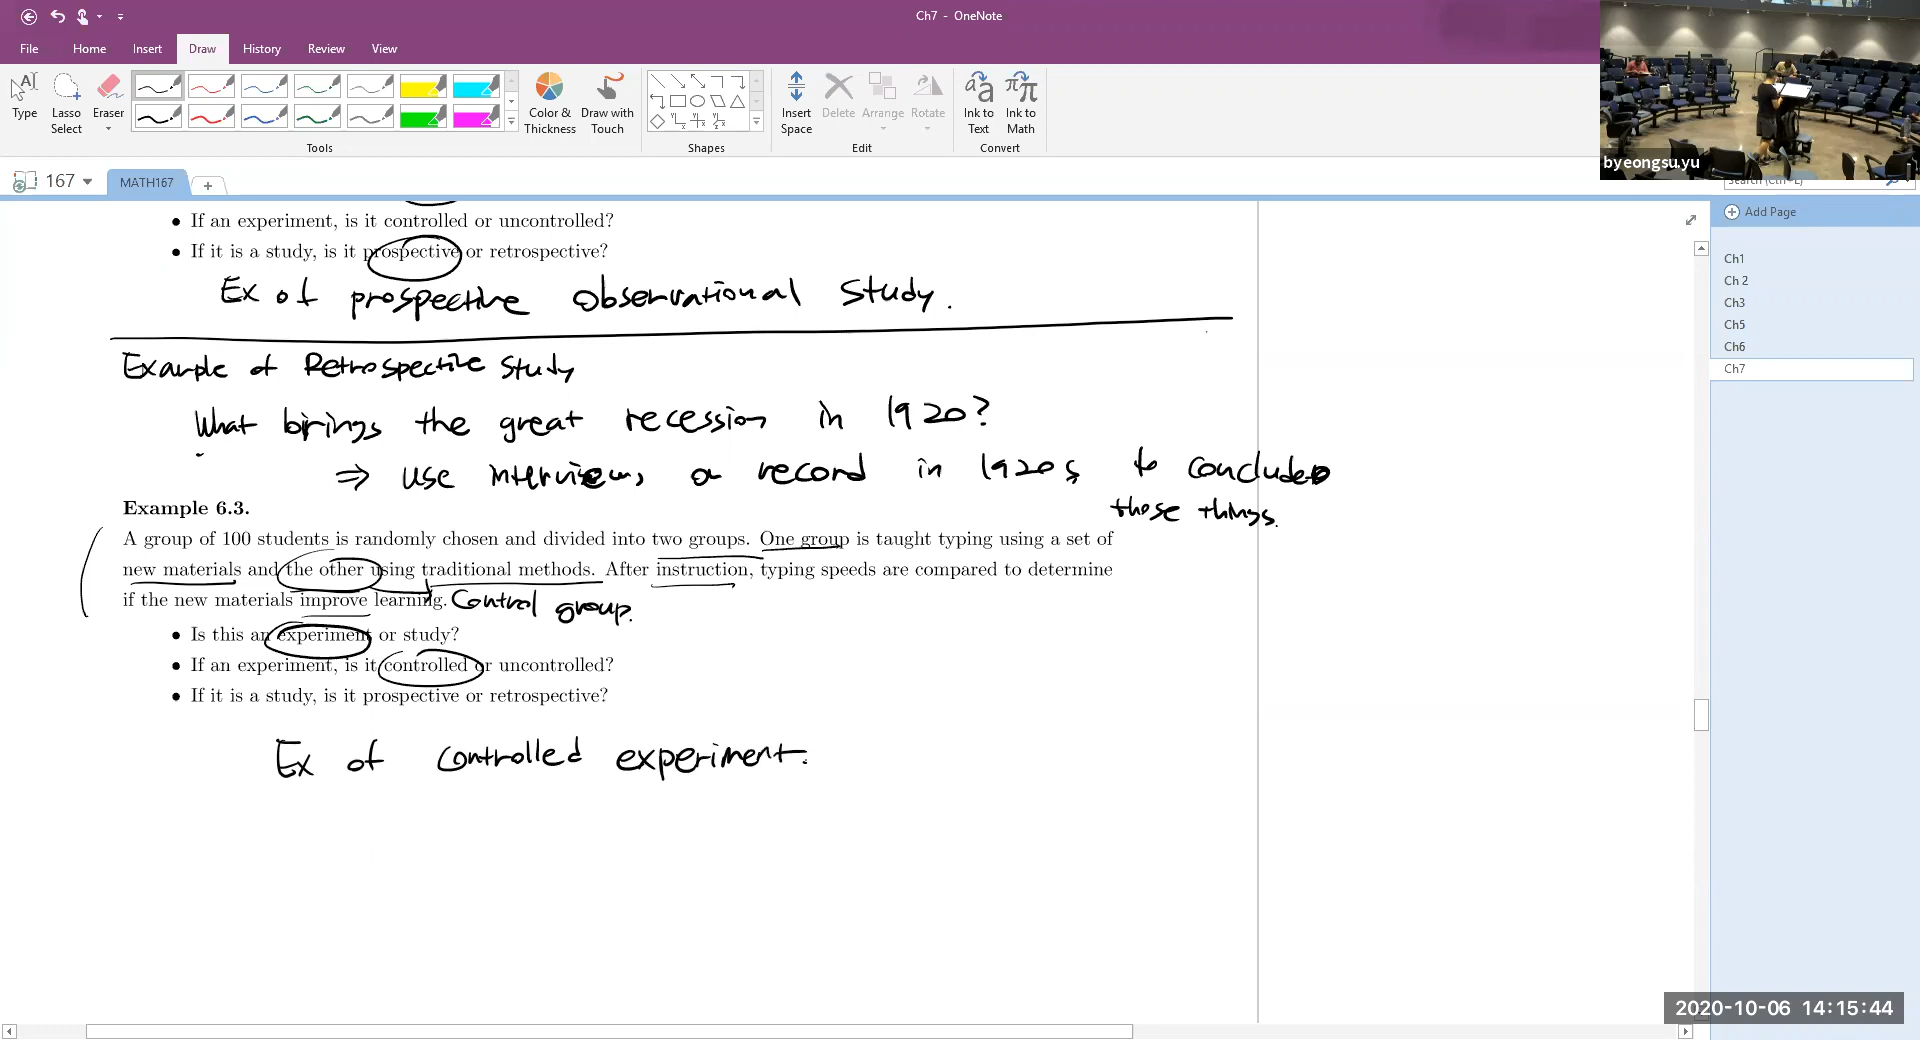 Ch7 - OneNote
File Home Insert Draw History Review View
Type Lasso Select Eraser Color & Thickness Draw with Touch Insert Space Delete Arrange Rotate Ink to Text Ink to Math
Tools Shapes Edit Convert
byeongsu.yu
167 MATH167
Search (Ctrl+E)
Add Page
Ch1
Ch 2
Ch3
Ch5
Ch6
Ch7
• If an experiment, is it controlled or uncontrolled?
• If it is a study, is it prospective or retrospective?
Ex of prospective observational study.
Example of Retrospective study
What brings the great recession in 1920?
⇒ use interviews or record in 1920s to conclude
those things.
Example 6.3.
A group of 100 students is randomly chosen and divided into two groups. One group is taught typing using a set of
new materials and the other using traditional methods. After instruction, typing speeds are compared to determine
if the new materials improve learning. Control group.
• Is this an experiment or study?
• If an experiment, is it controlled or uncontrolled?
• If it is a study, is it prospective or retrospective?
Ex of controlled experiment.
2020-10-06 14:15:44